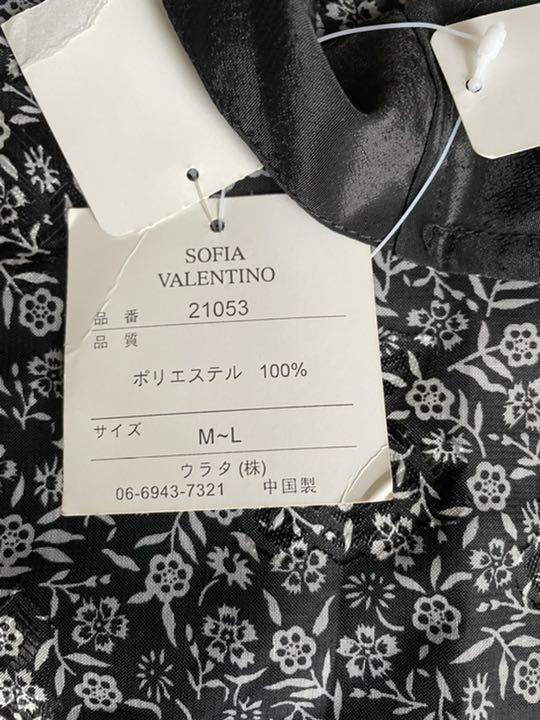 SOFIA
VALENTINO
品 番 21053
品 質
ポリエステル 100%
サイズ M~L
ウラタ(株)
06-6943-7321 中国製